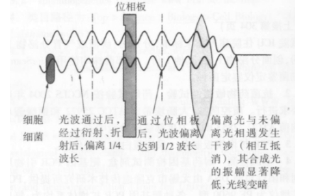 位相板
细胞
细菌
光波通过后，
经过衍射、折
射后，偏离 1/4
波长
通过位相板
后，光波偏离
达到 1/2 波长
偏离光与未偏
离光相遇发生
干涉（相互抵
消），其合成光
的振幅显著降
低，光线变暗